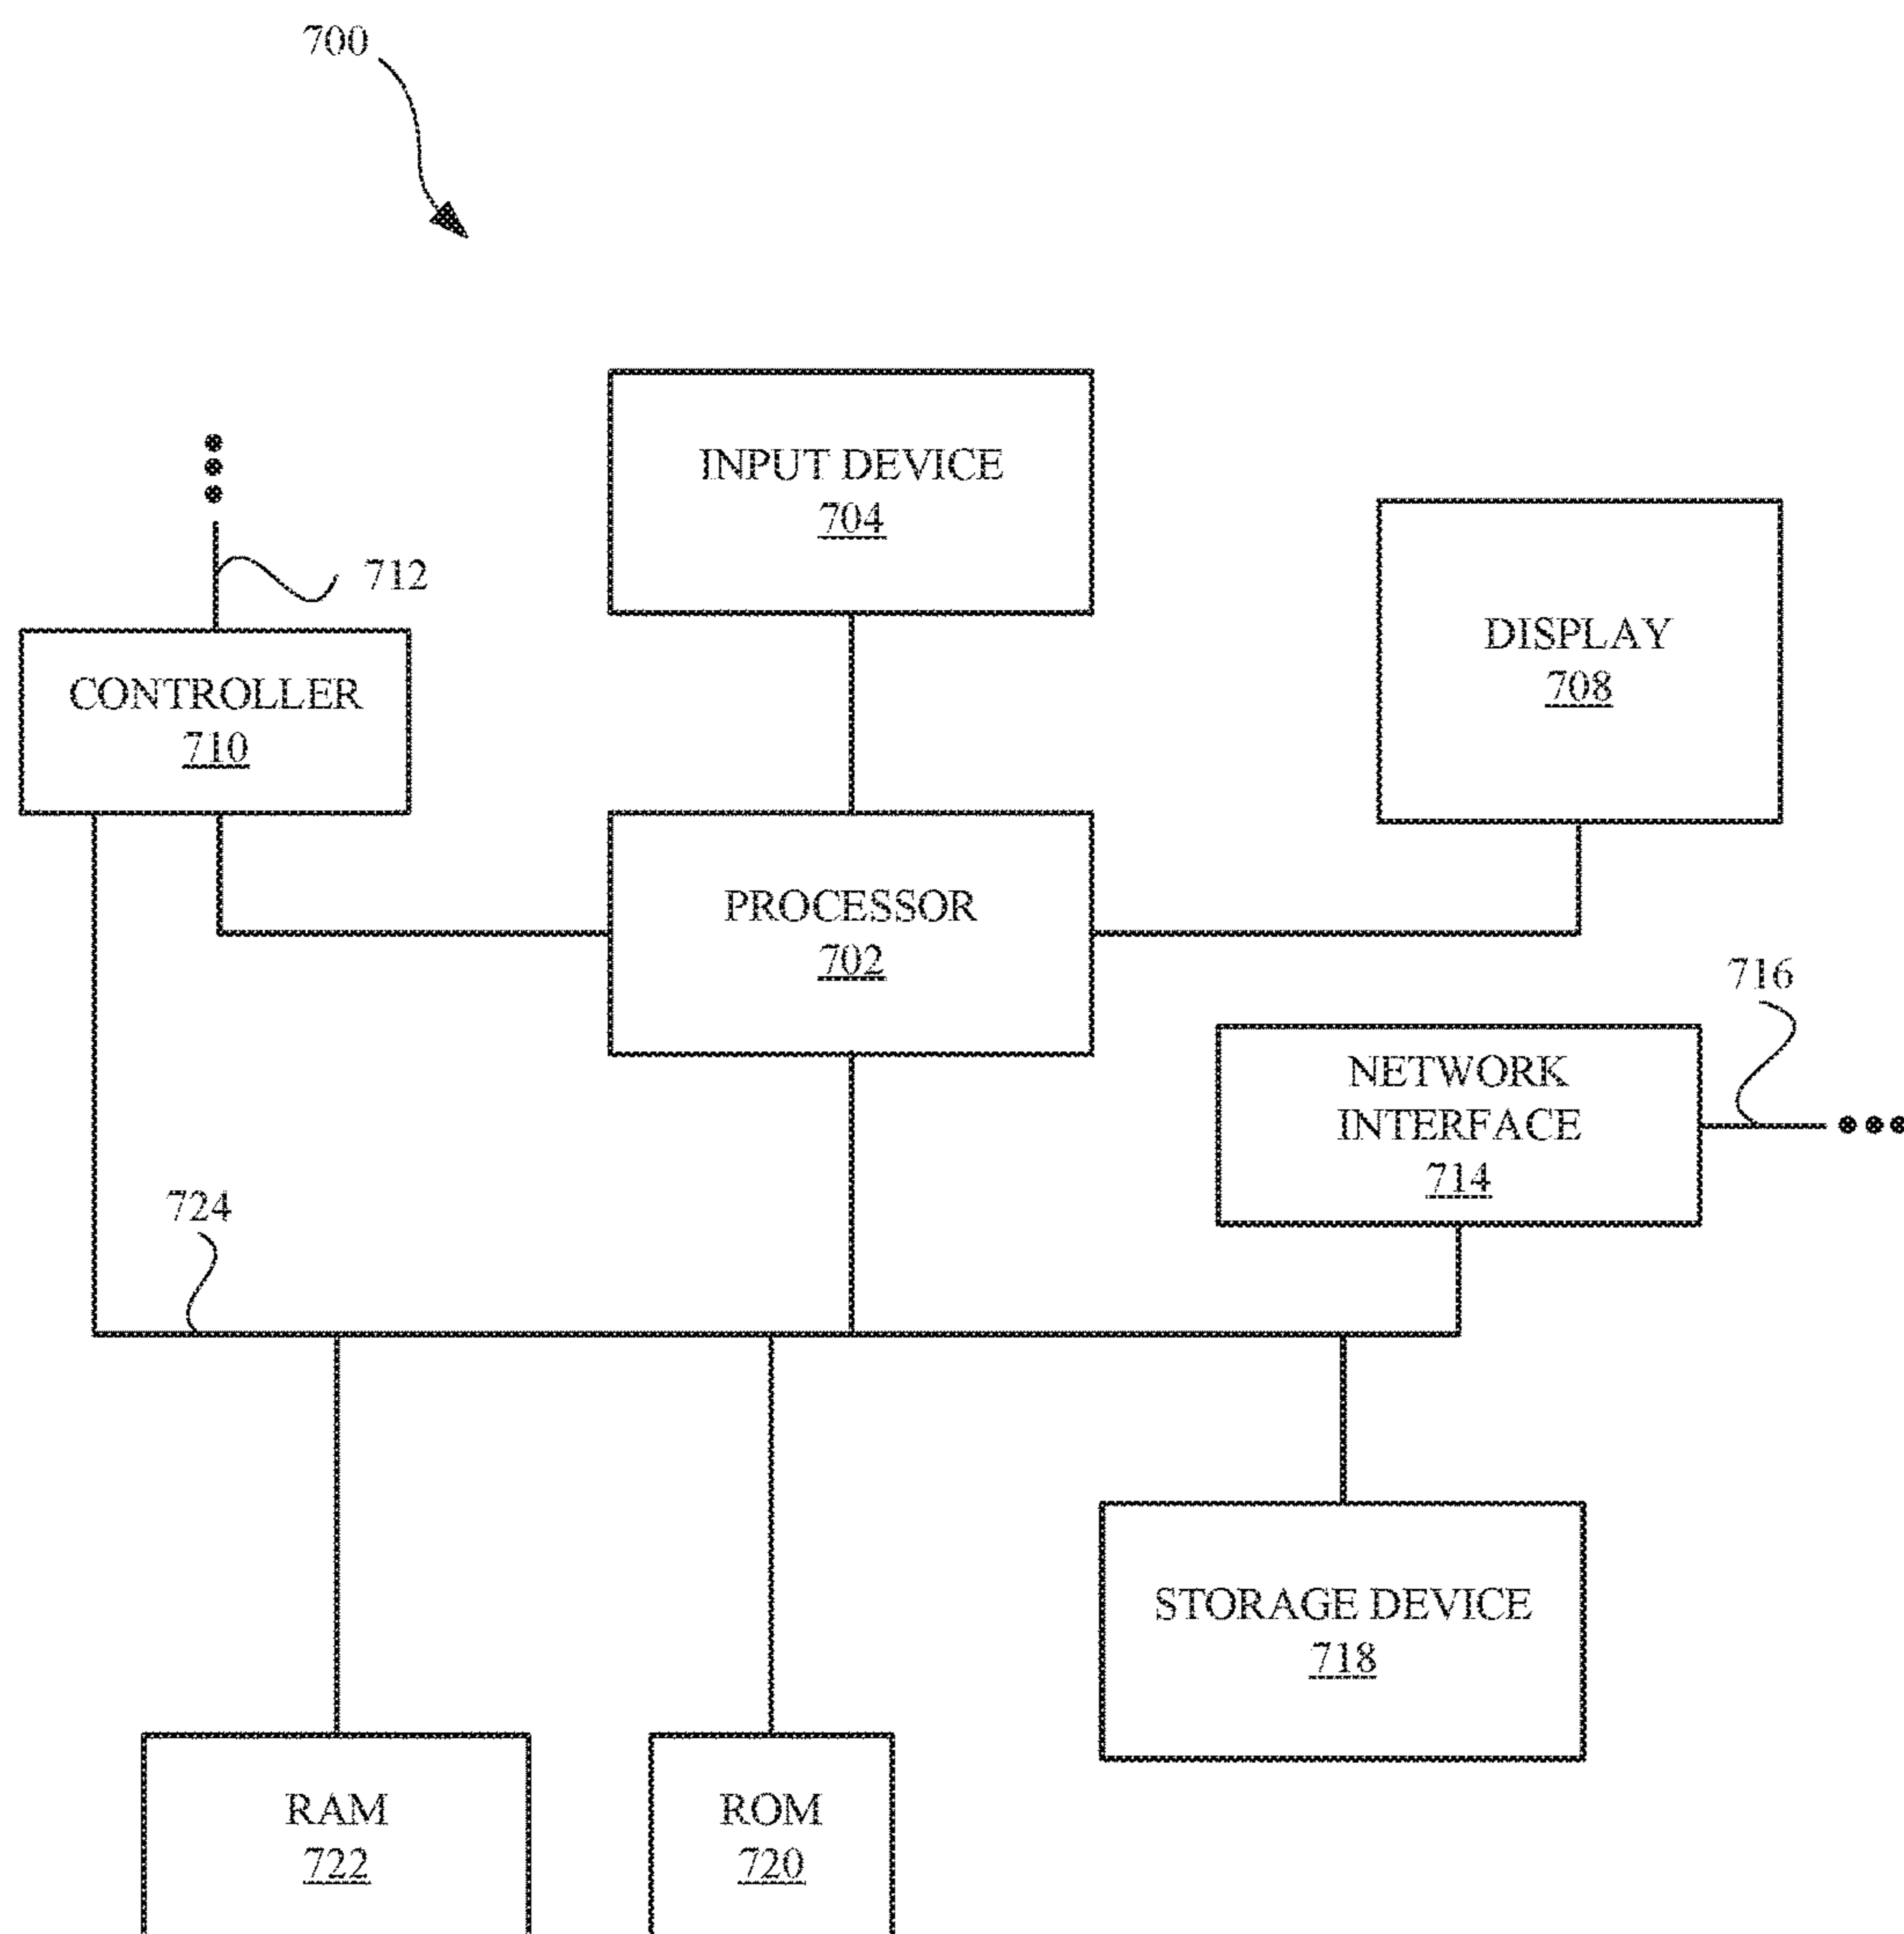 700
INPUT DEVICE
704
712
DISPLAY
708
CONTROLLER
710
PROCESSOR
702
716
NETWORK
INTERFACE
714
724
STORAGE DEVICE
718
RAM
722
ROM
720